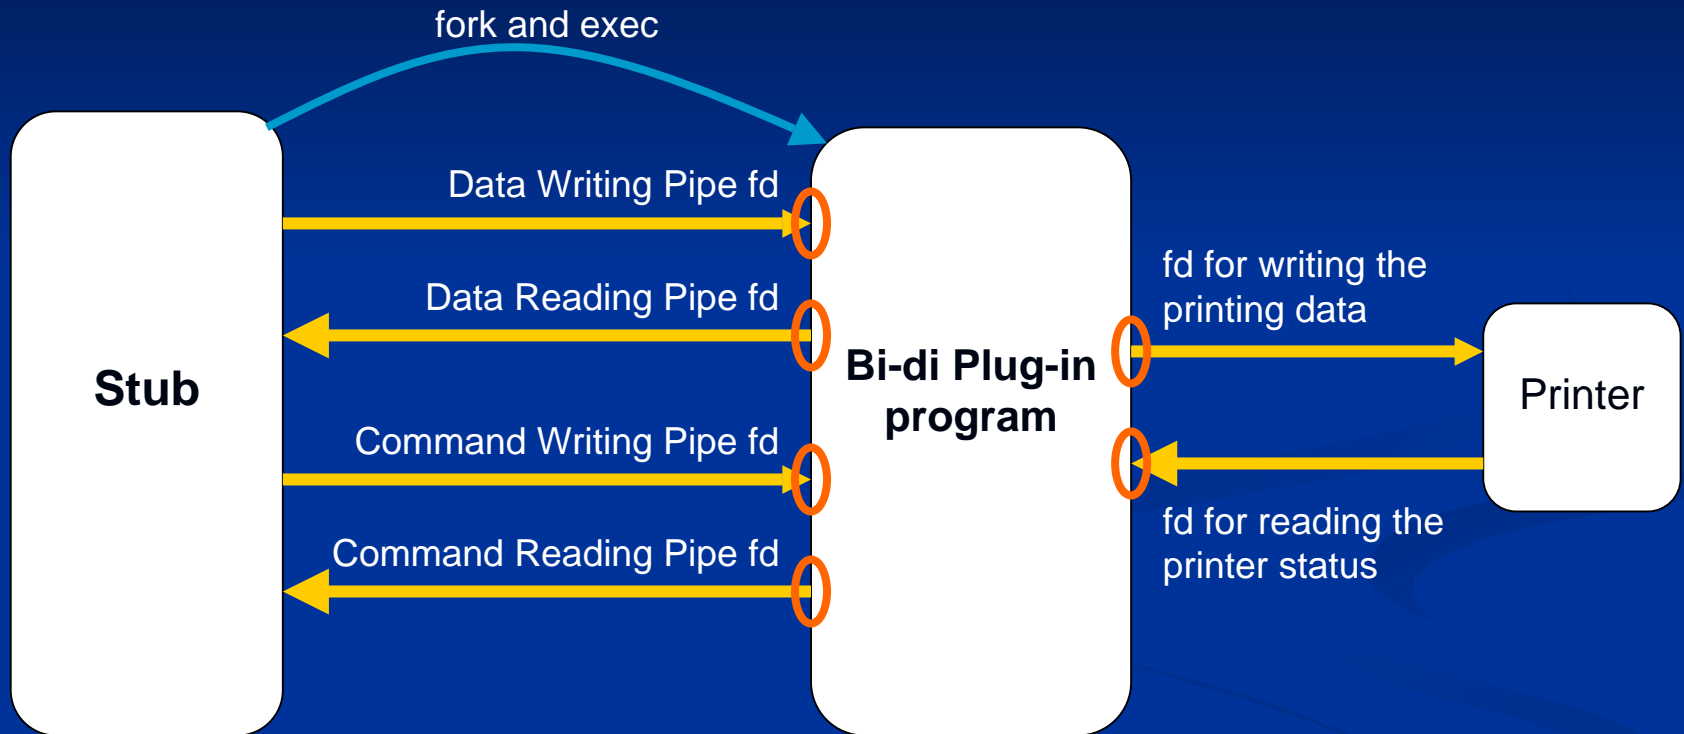 fork and exec
Data Writing Pipe fd
Data Reading Pipe fd
Stub
Command Writing Pipe fd
Command Reading Pipe fd
Bi-di Plug-in
program
fd for writing the
printing data
Printer
fd for reading the
printer status